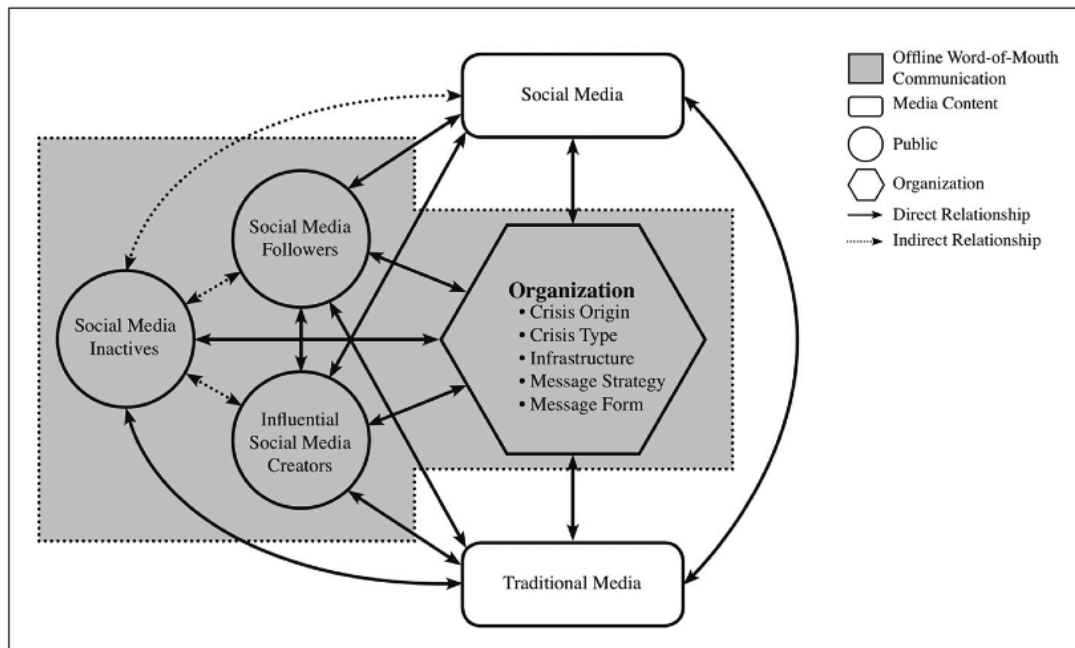 Social Media
Offline Word-of-Mouth
Communication
Media Content
Public
Organization
Direct Relationship
Indirect Relationship
Social Media
Followers
Social Media
Inactives
Influential
Social Media
Creators
Organization
• Crisis Origin
• Crisis Type
• Infrastructure
• Message Strategy
• Message Form
Traditional Media